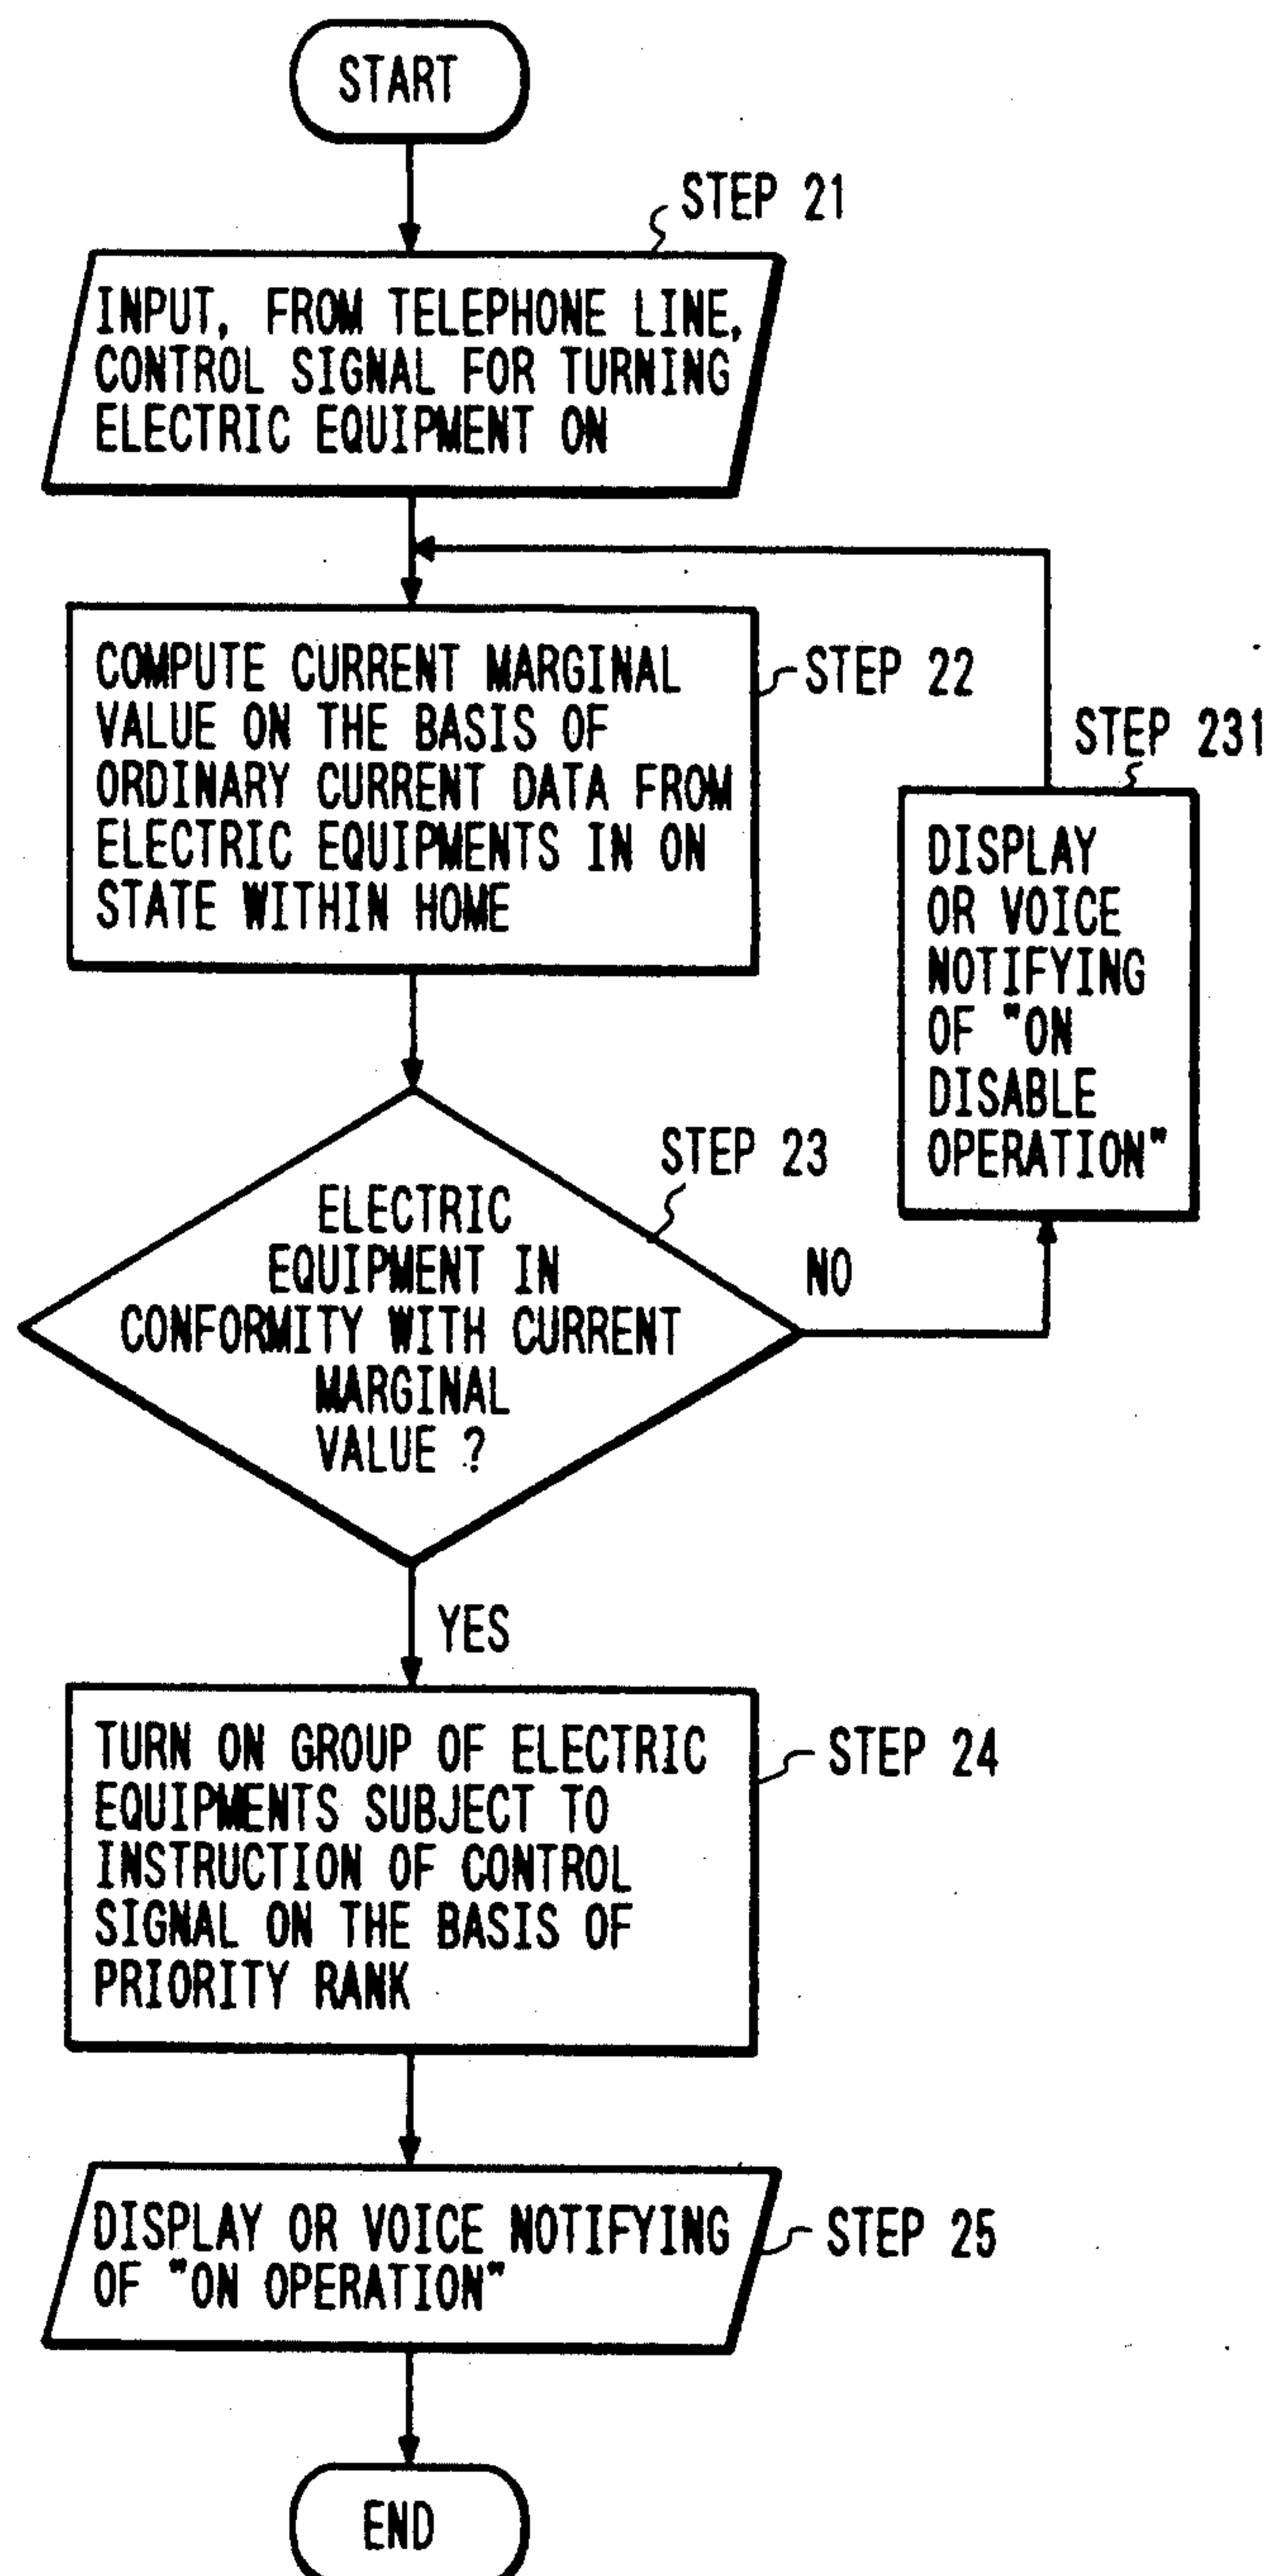 START
STEP 21
INPUT, FROM TELEPHONE LINE,
CONTROL SIGNAL FOR TURNING
ELECTRIC EQUIPMENT ON
COMPUTE CURRENT MARGINAL
VALUE ON THE BASIS OF
ORDINARY CURRENT DATA FROM
ELECTRIC EQUIPMENTS IN ON
STATE WITHIN HOME
STEP 22
STEP 231
DISPLAY
OR VOICE
NOTIFYING
OF "ON
DISABLE
OPERATION"
STEP 23
ELECTRIC
EQUIPMENT IN
CONFORMITY WITH CURRENT
MARGINAL
VALUE ?
NO
YES
TURN ON GROUP OF ELECTRIC
EQUIPMENTS SUBJECT TO
INSTRUCTION OF CONTROL
SIGNAL ON THE BASIS OF
PRIORITY RANK
STEP 24
DISPLAY OR VOICE NOTIFYING
OF "ON OPERATION"
STEP 25
END